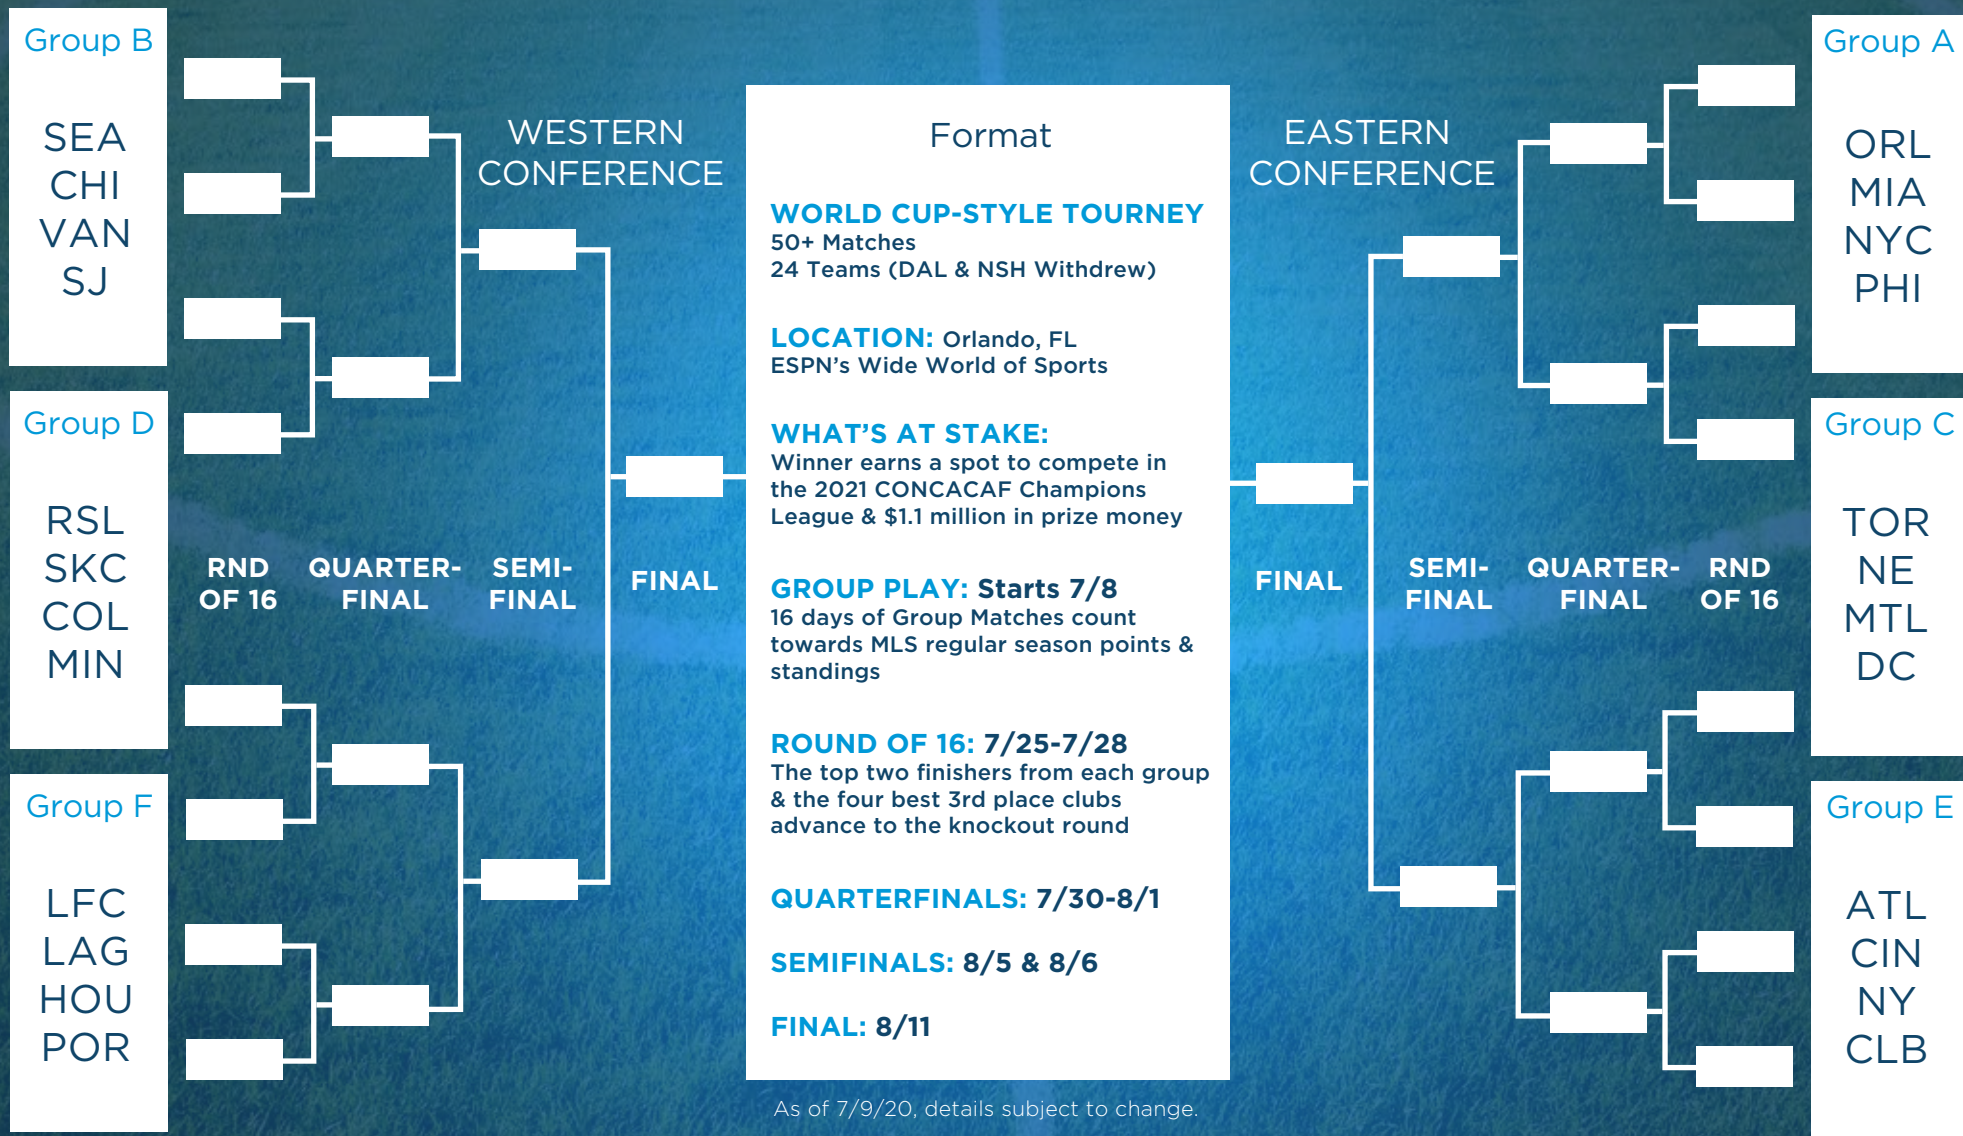 Group B
SEA
CHI
VAN
SJ
Group D
RSL
SKC
COL
MIN
Group F
LFC
LAG
HOU
POR
WESTERN
CONFERENCE
RND
OF 16
QUARTER-
FINAL
SEMI-
FINAL
FINAL
Format
WORLD CUP-STYLE TOURNEY
50+ Matches
24 Teams (DAL & NSH Withdrew)
LOCATION: Orlando, FL
ESPN’s Wide World of Sports
WHAT’S AT STAKE:
Winner earns a spot to compete in
the 2021 CONCACAF Champions
League & $1.1 million in prize money
GROUP PLAY: Starts 7/8
16 days of Group Matches count
towards MLS regular season points &
standings
ROUND OF 16: 7/25-7/28
The top two finishers from each group
& the four best 3rd place clubs
advance to the knockout round
QUARTERFINALS: 7/30-8/1
SEMIFINALS: 8/5 & 8/6
FINAL: 8/11
As of 7/9/20, details subject to change.
EASTERN
CONFERENCE
FINAL
SEMI-
FINAL
QUARTER-
FINAL
RND
OF 16
Group A
ORL
MIA
NYC
PHI
Group C
TOR
NE
MTL
DC
Group E
ATL
CIN
NY
CLB